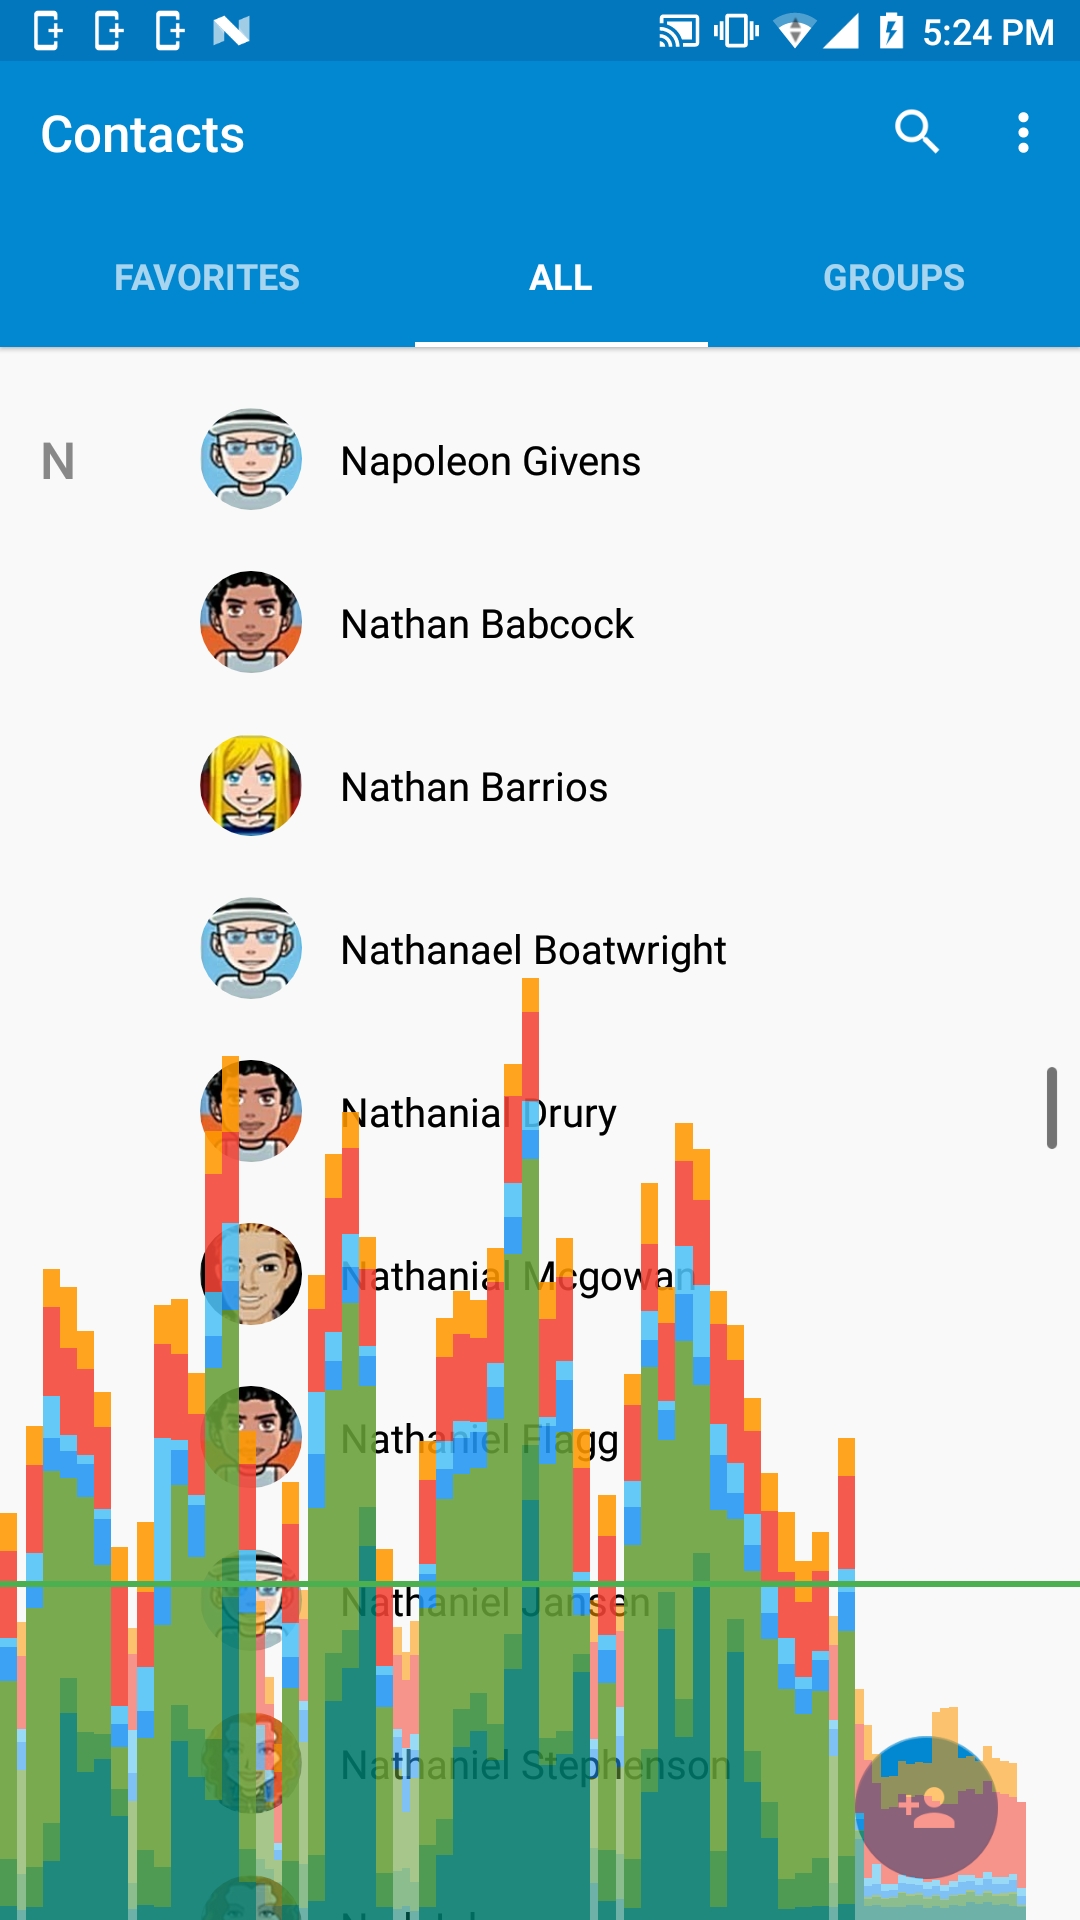 5:24 PM
Contacts
FAVORITES ALL GROUPS
N
Napoleon Givens
Nathan Babcock
Nathan Barrios
Nathanael Boatwright
Nathanial Drury
Nathanial Mcgowan
Nathaniel Flagg
Nathaniel Jansen
Nathaniel Stephenson